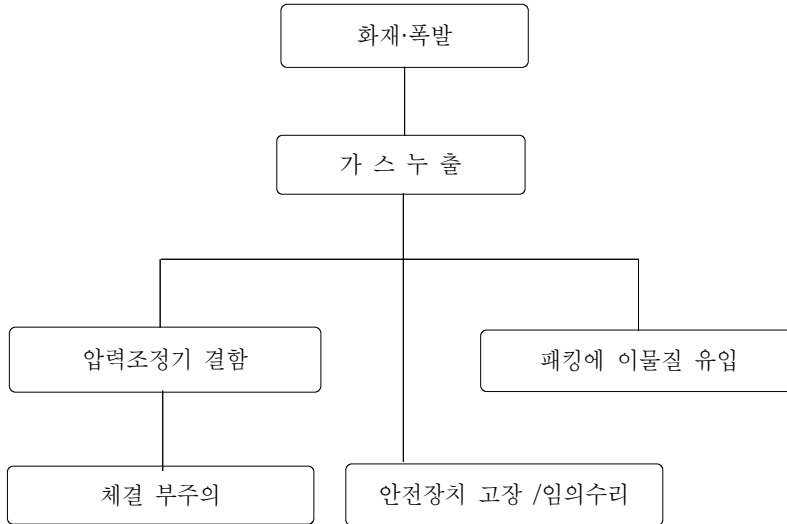 화재·폭발
가 스 누 출
압력조정기 결함
패킹에 이물질 유입
체결 부주의
안전장치 고장 /임의수리